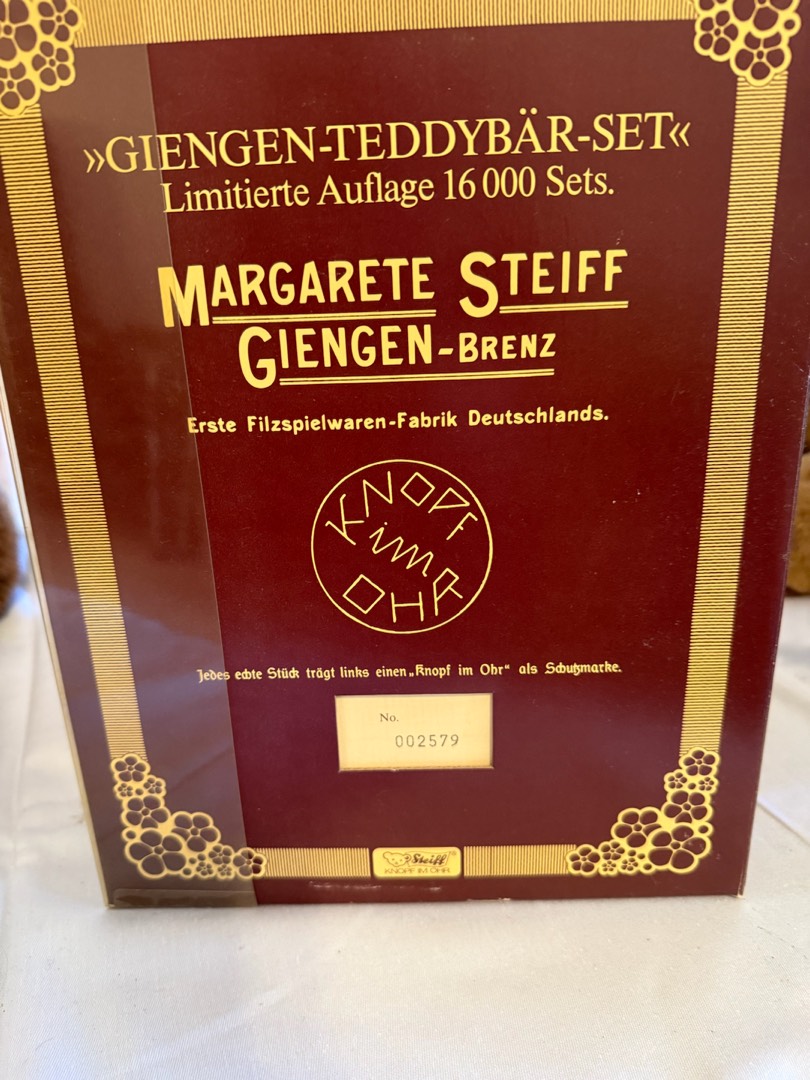 »GIENGEN-TEDDYBÄR-SET«
Limitierte Auflage 16 000 Sets.
MARGARETE STEIFF
GIENGEN-BRENZ
Erste Filzspielwaren-Fabrik Deutschlands.
KNOPF
im
OHR
Jedes echte Stück trägt links einen „Knopf im Ohr“ als Schutzmarke.
No.
002579
Steiff®
KNOPF IM OHR